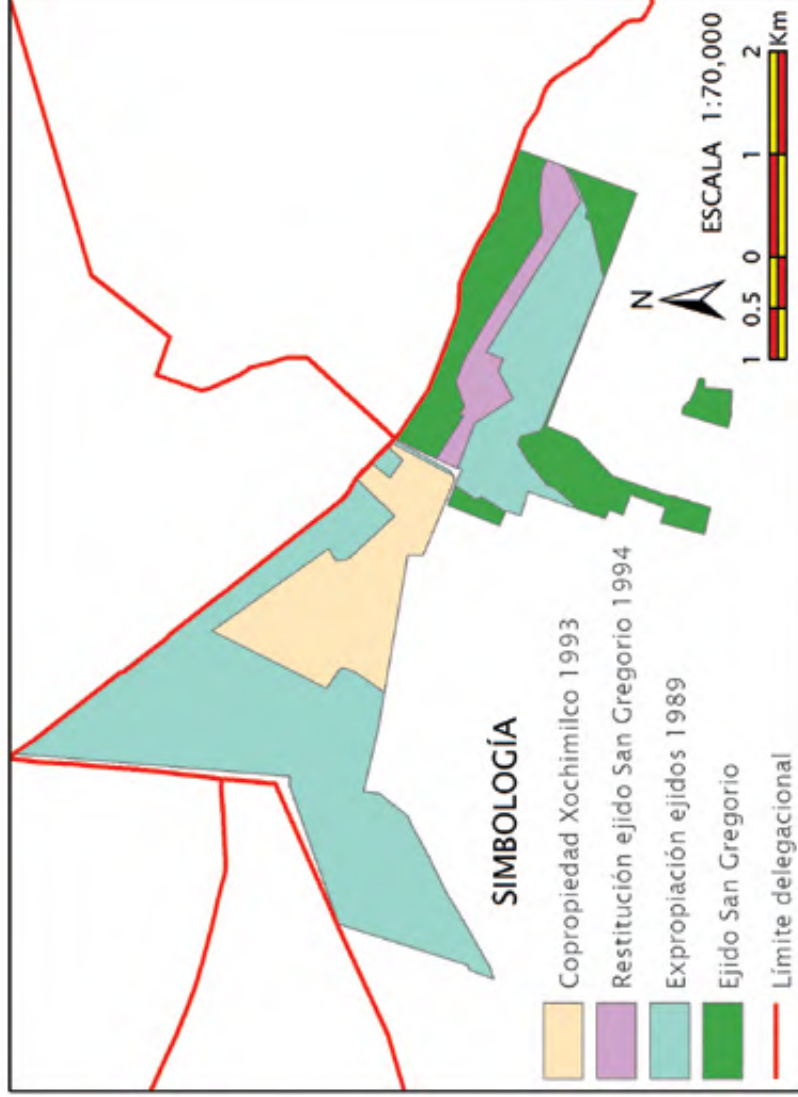 N
ESCALA 1:70,000
1 0.5 0 1 2
Km
SIMBOLOGÍA
Copropiedad Xochimilco 1993
Restitución ejido San Gregorio 1994
Expropiación ejidos 1989
Ejido San Gregorio
Límite delegacional